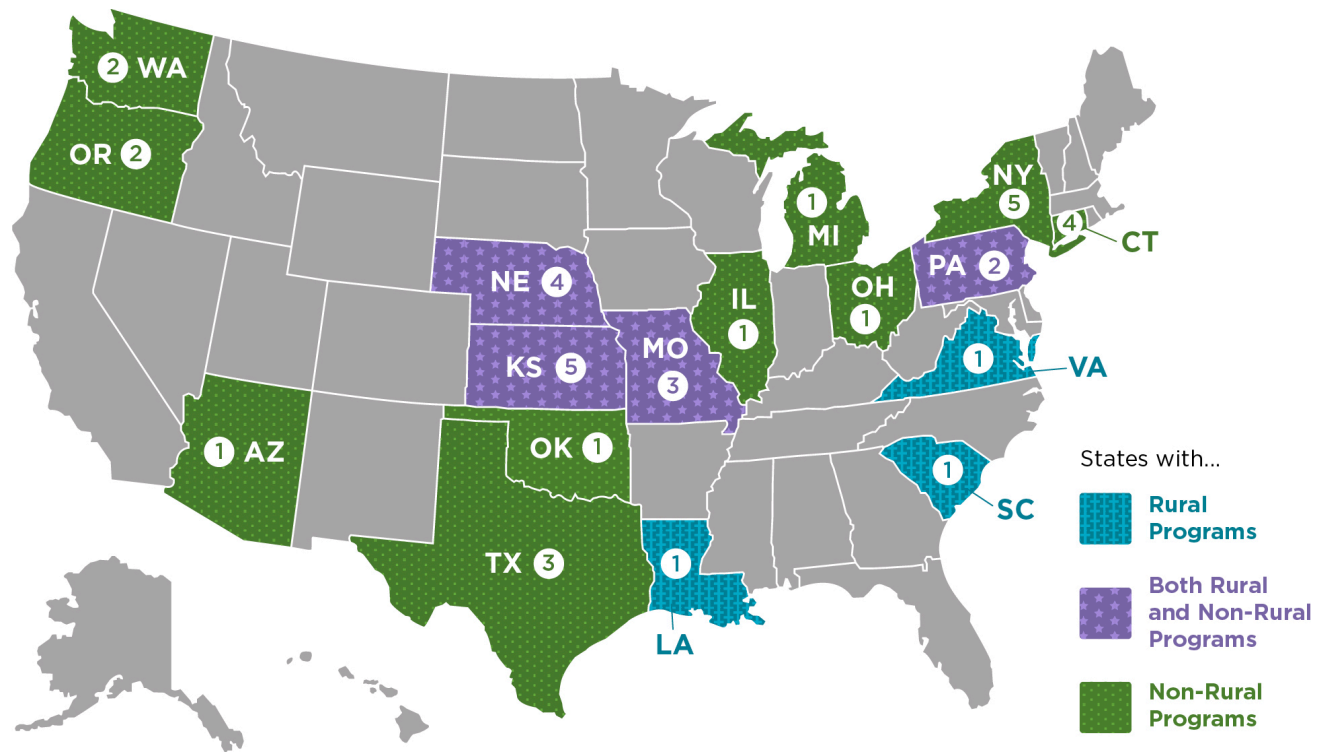 2 WA
OR 2
1
MI
NY
5
4
CT
NE 4
PA 2
IL
1
OH
1
KS 5
MO
3
1
VA
1 AZ
OK 1
1
SC
TX 3
1
LA
States with...
Rural
Programs
Both Rural
and Non-Rural
Programs
Non-Rural
Programs